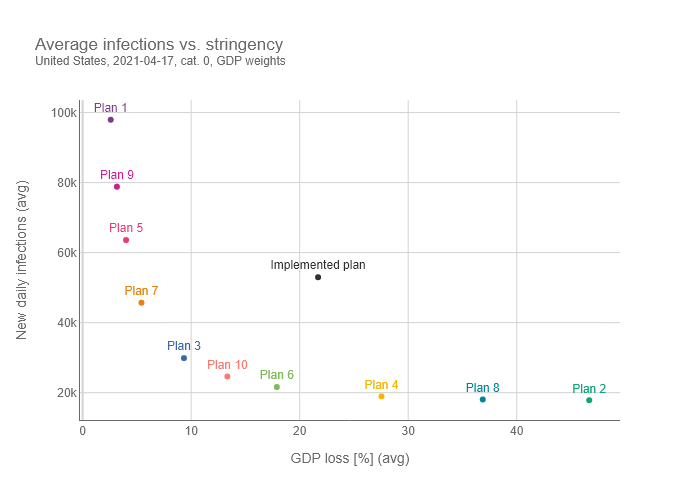 Average infections vs. stringency
United States, 2021-04-17, cat. 0, GDP weights
100k
Plan 1
80k
Plan 9
Plan 5
60k
Implemented plan
Plan 7
40k
Plan 3
Plan 10
Plan 6
Plan 4
Plan 8
Plan 2
20k
New daily infections (avg)
0
10
20
30
40
GDP loss [%] (avg)